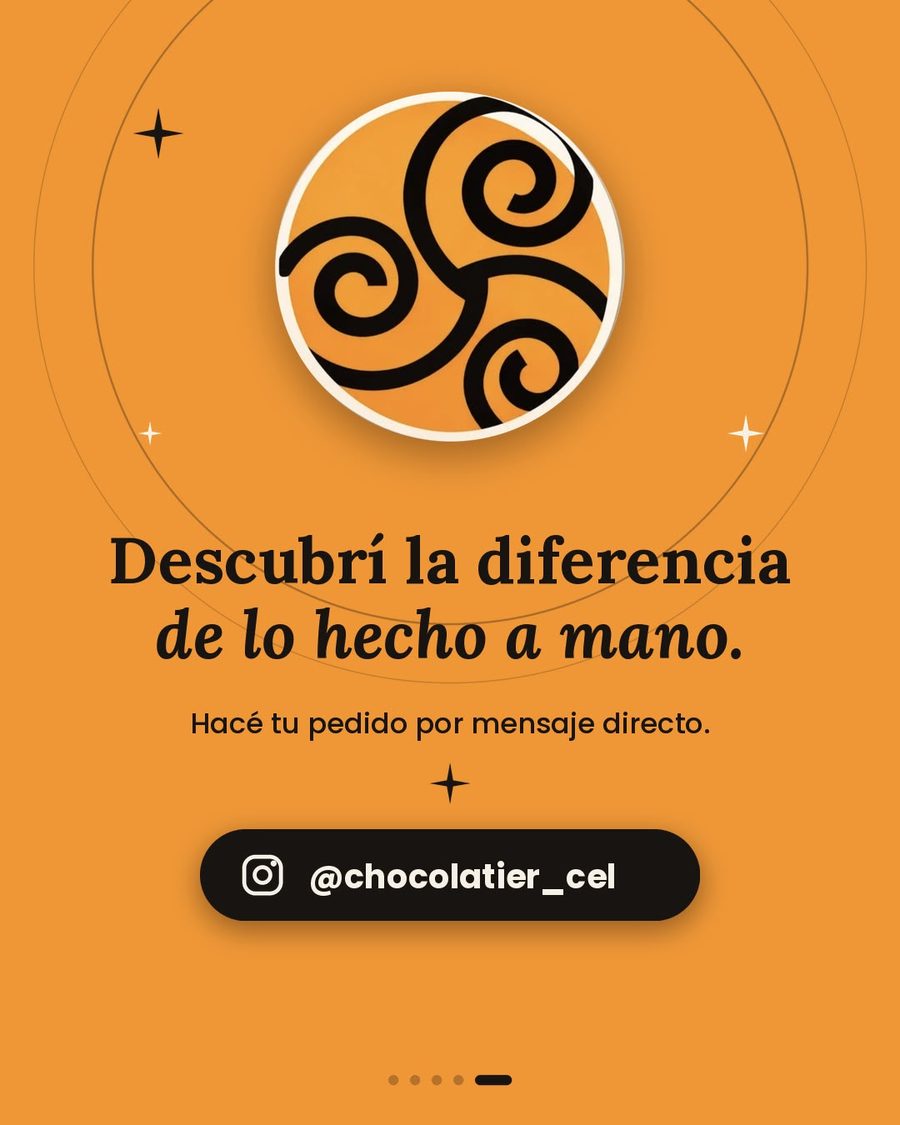 Descubrí la diferencia
de lo hecho a mano.
Hacé tu pedido por mensaje directo.
@chocolatier_cel